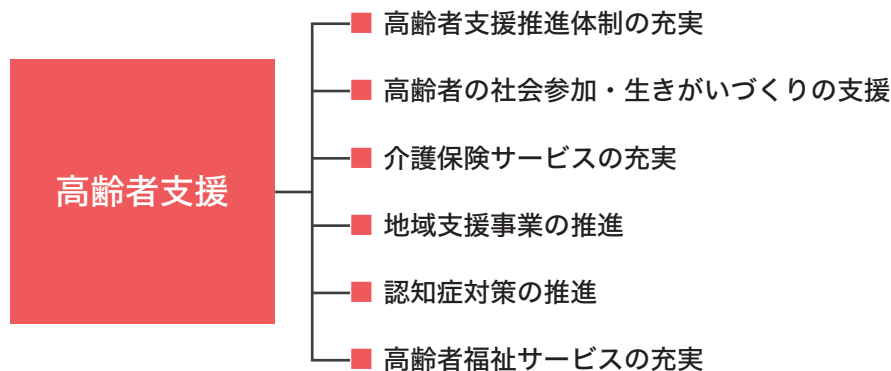 高齢者支援
高齢者支援推進体制の充実
高齢者の社会参加・生きがいづくりの支援
介護保険サービスの充実
地域支援事業の推進
認知症対策の推進
高齢者福祉サービスの充実